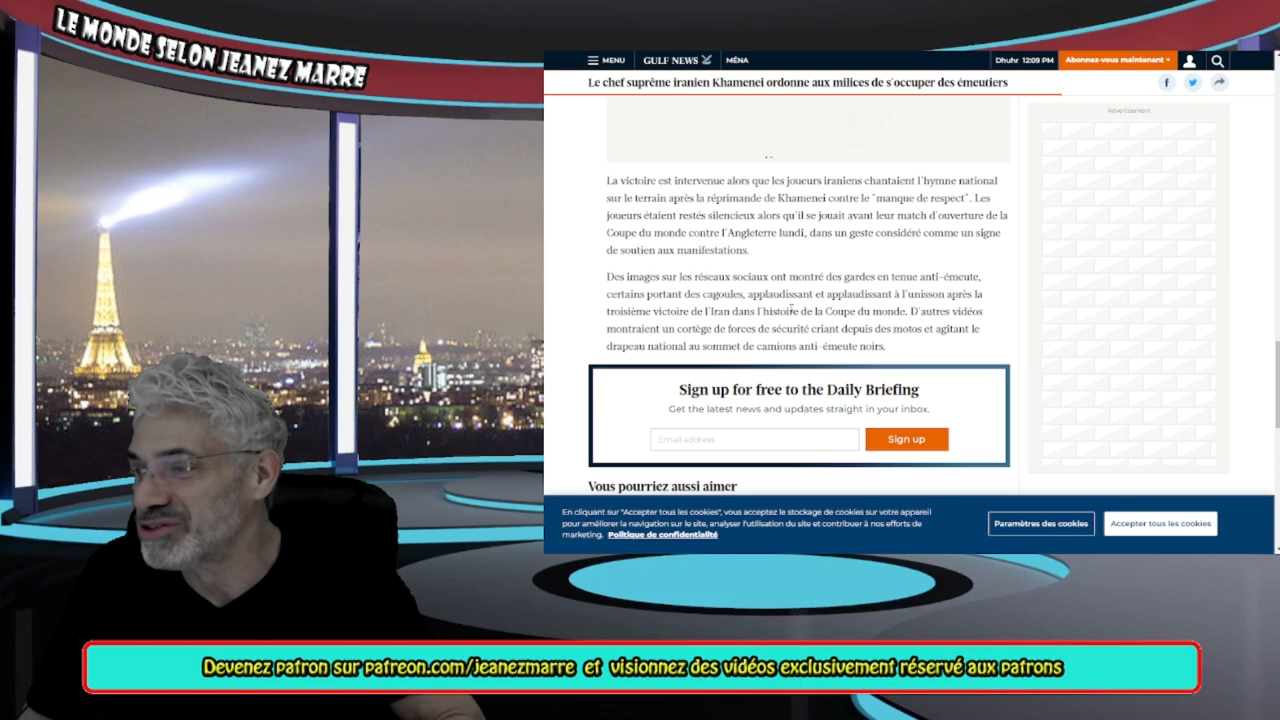 LE MONDE SELON JEANEZ MARRE
MENU
GULF NEWS
MÉNA
Dhuhr 12:09 PM
Abonnez-vous maintenant
Le chef suprême iranien Khamenei ordonne aux milices de s'occuper des émeutiers
Advertisement
La victoire est intervenue alors que les joueurs iraniens chantaient l'hymne national
sur le terrain après la réprimande de Khamenei contre le "manque de respect". Les
joueurs étaient restés silencieux alors qu'il se jouait avant leur match d'ouverture de la
Coupe du monde contre l'Angleterre lundi, dans un geste considéré comme un signe
de soutien aux manifestations.
Des images sur les réseaux sociaux ont montré des gardes en tenue anti-émeute,
certains portant des cagoules, applaudissant et applaudissant à l'unisson après la
troisième victoire de l'Iran dans l'histoire de la Coupe du monde. D'autres vidéos
montraient un cortège de forces de sécurité criant depuis des motos et agitant le
drapeau national au sommet de camions anti-émeute noirs.
Sign up for free to the Daily Briefing
Get the latest news and updates straight in your inbox.
Email address
Sign up
Vous pourriez aussi aimer
En cliquant sur "Accepter tous les cookies", vous acceptez le stockage de cookies sur votre appareil
pour améliorer la navigation sur le site, analyser l'utilisation du site et contribuer à nos efforts de
marketing. Politique de confidentialité
Paramètres des cookies
Accepter tous les cookies
Devenez patron sur patreon.com/jeanezmarre et visionnez des vidéos exclusivement réservé aux patrons